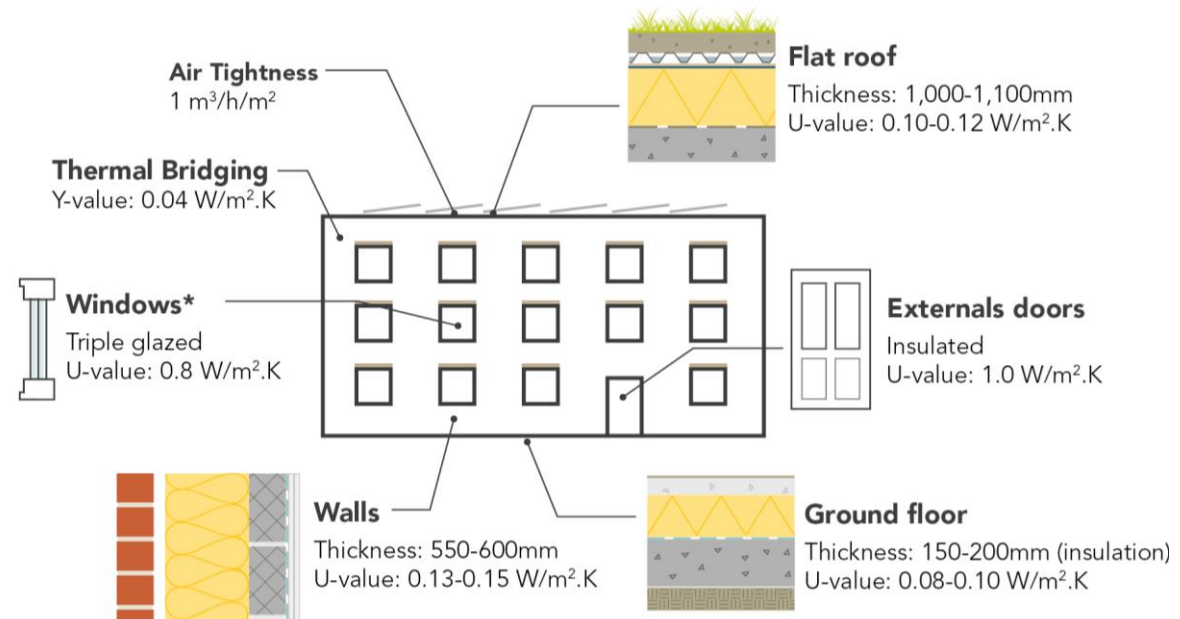 Air Tightness
1 m³/h/m²
Flat roof
Thickness: 1,000-1,100mm
U-value: 0.10-0.12 W/m².K
Thermal Bridging
Y-value: 0.04 W/m².K
Windows*
Triple glazed
U-value: 0.8 W/m².K
Externals doors
Insulated
U-value: 1.0 W/m².K
Walls
Thickness: 550-600mm
U-value: 0.13-0.15 W/m².K
Ground floor
Thickness: 150-200mm (insulation)
U-value: 0.08-0.10 W/m².K